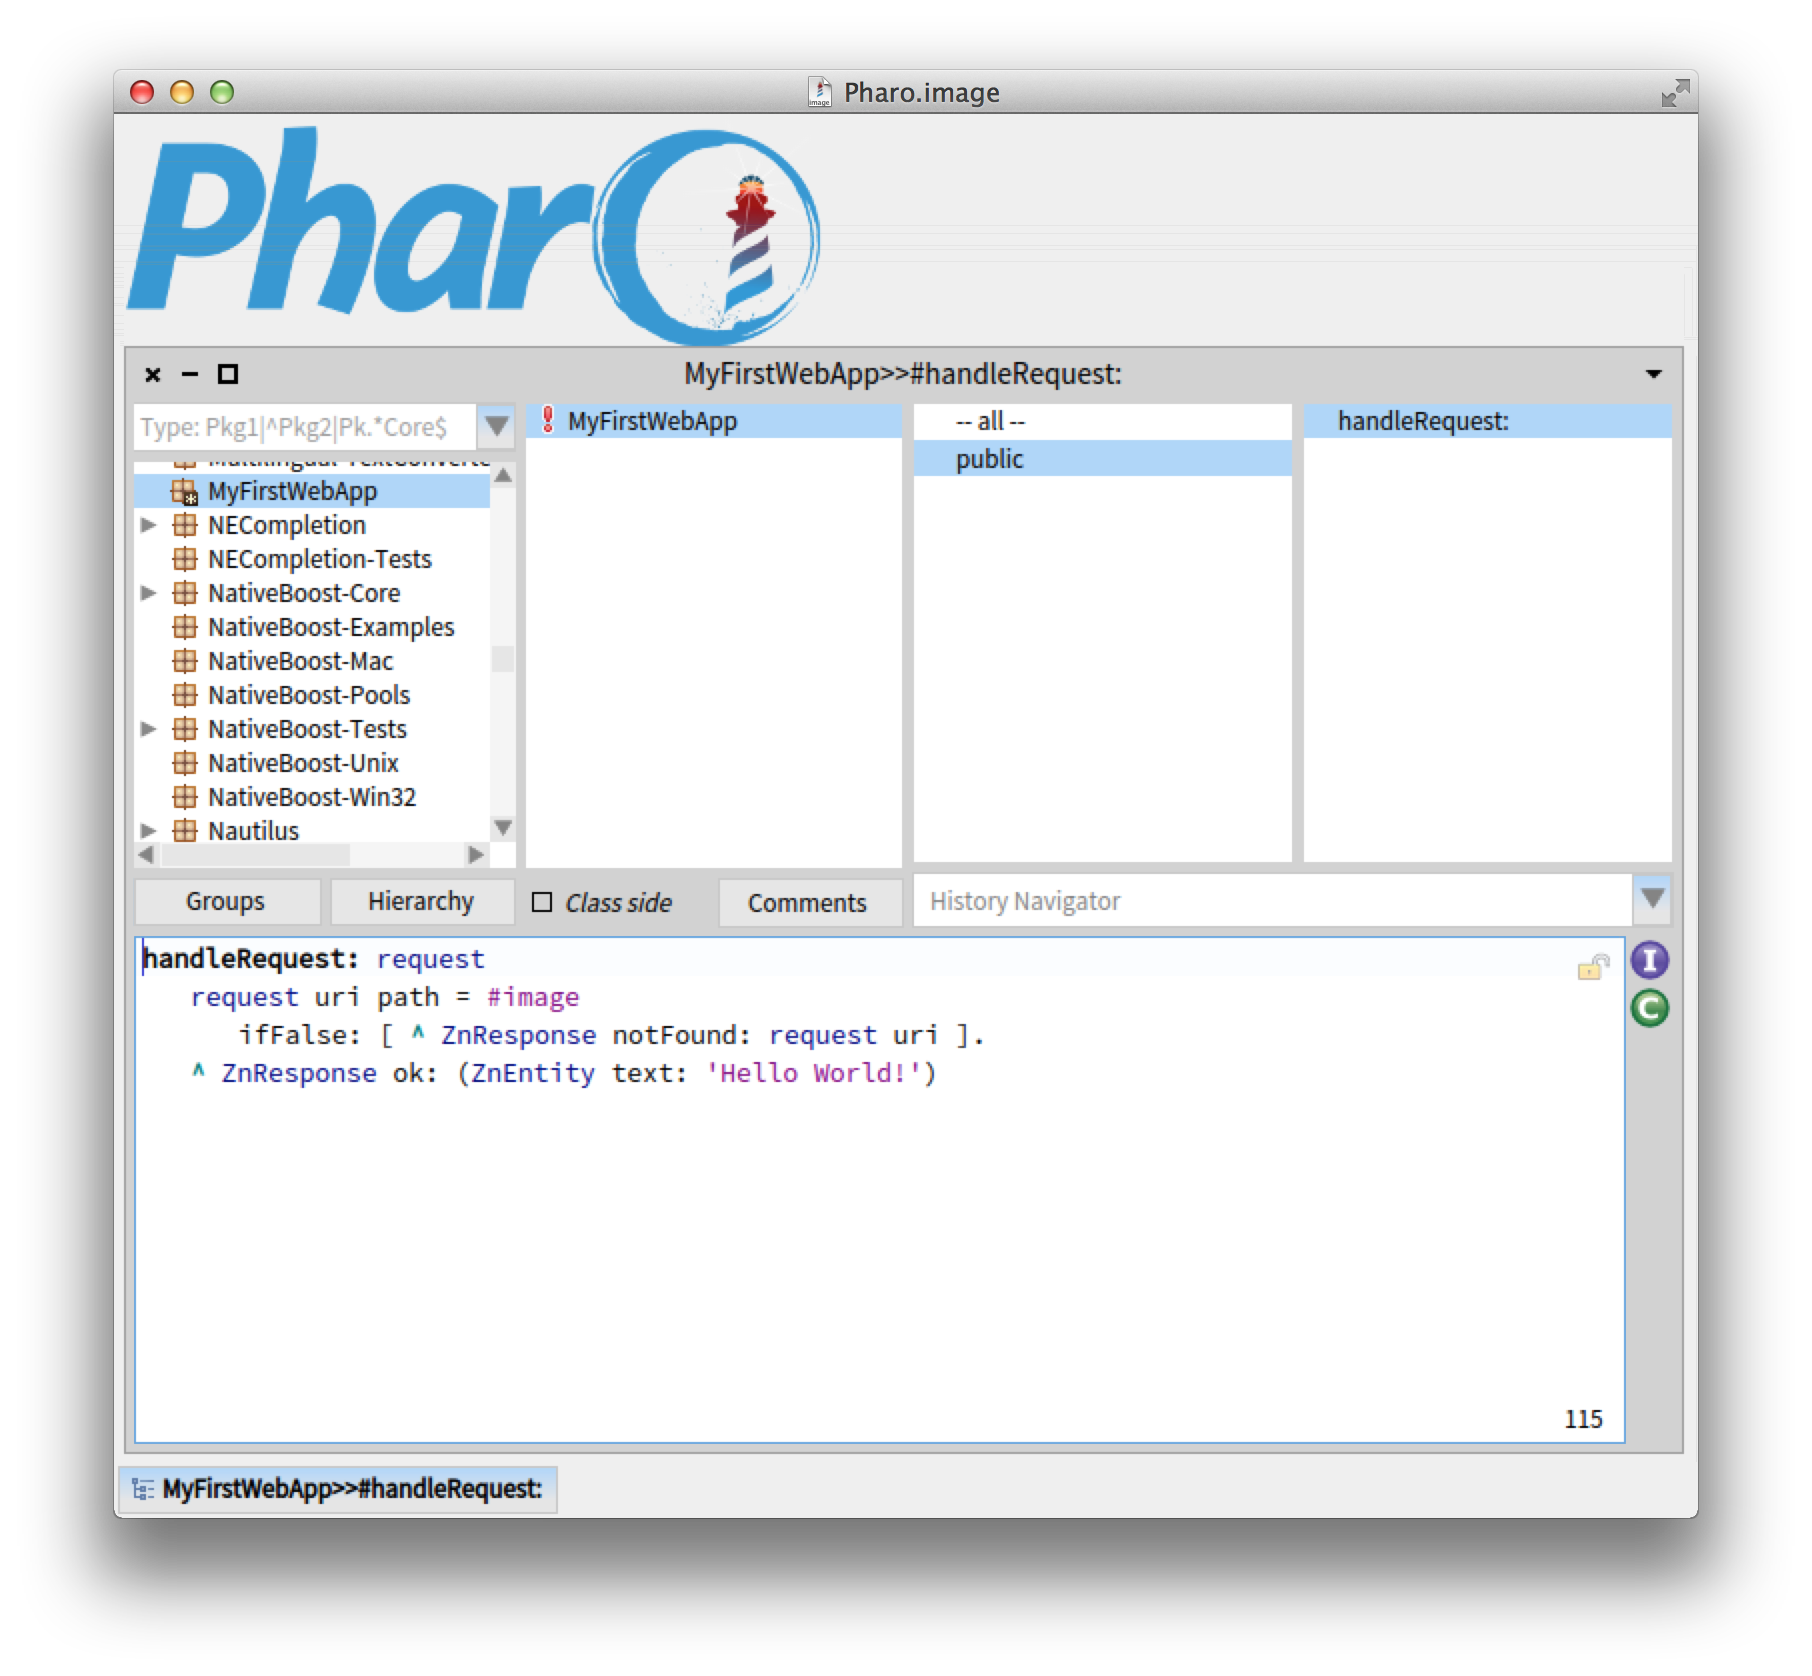 Pharo.image
Pharo
MyFirstWebApp>>#handleRequest:
Type: Pkg1|^Pkg2|Pk.*Core$
MyFirstWebApp
NECompletion
NECompletion-Tests
NativeBoost-Core
NativeBoost-Examples
NativeBoost-Mac
NativeBoost-Pools
NativeBoost-Tests
NativeBoost-Unix
NativeBoost-Win32
Nautilus
MyFirstWebApp
-- all --
public
handleRequest:
Groups
Hierarchy
Class side
Comments
History Navigator
handleRequest: request
request uri path = #image
ifFalse: [ ^ ZnResponse notFound: request uri ].
^ ZnResponse ok: (ZnEntity text: 'Hello World!')
I
C
115
MyFirstWebApp>>#handleRequest: